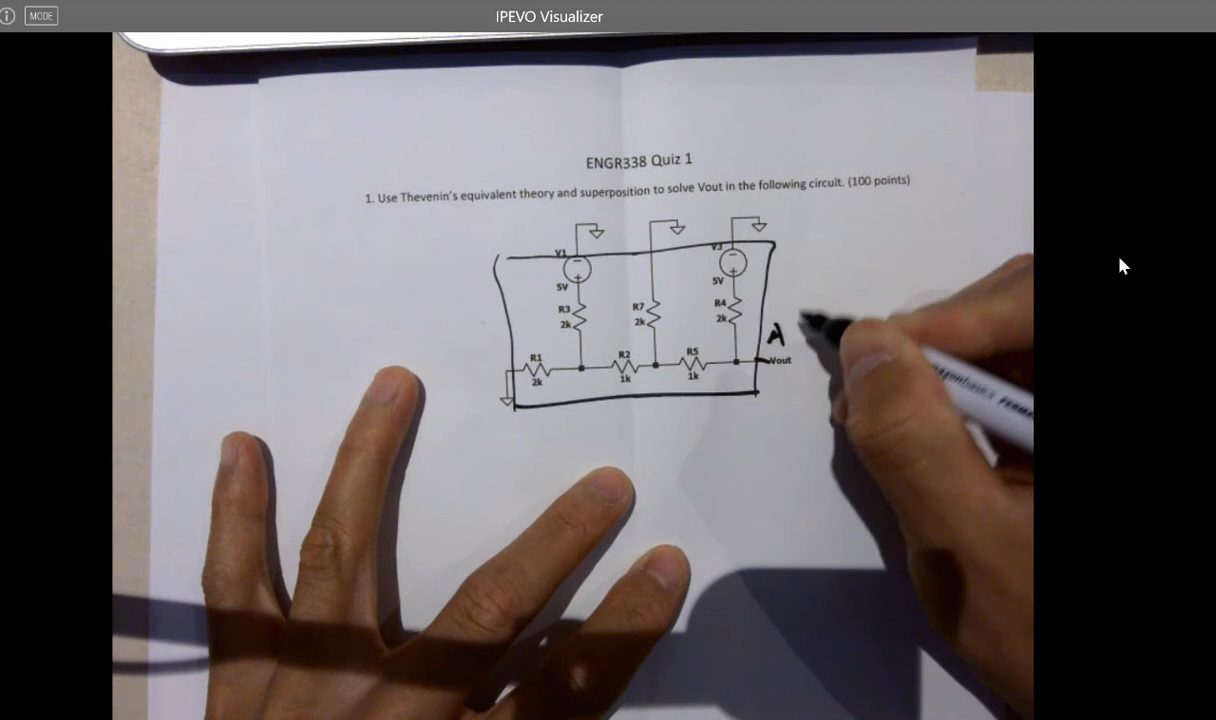 MODE
IPEVO Visualizer
ENGR338 Quiz 1
1. Use Thevenin's equivalent theory and superposition to solve Vout in the following circuit. (100 points)
V1
V3
5V
5V
R3
R7
R4
2k
2k
2k
A
R1
R2
R5
Vout
2k
1k
1k